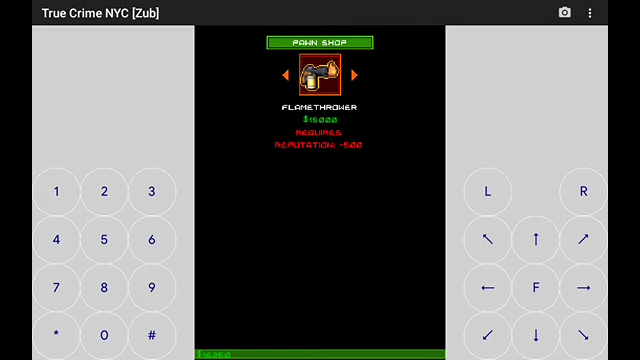 True Crime NYC [Zub]
PAWN SHOP
FLAMETHROWER
$15000
REQUIRES
REPUTATION: -500
1 2 3
L R
4 5 6
↖ ↑ ↗
7 8 9
← F →
* 0 #
↙ ↓ ↘
$16250